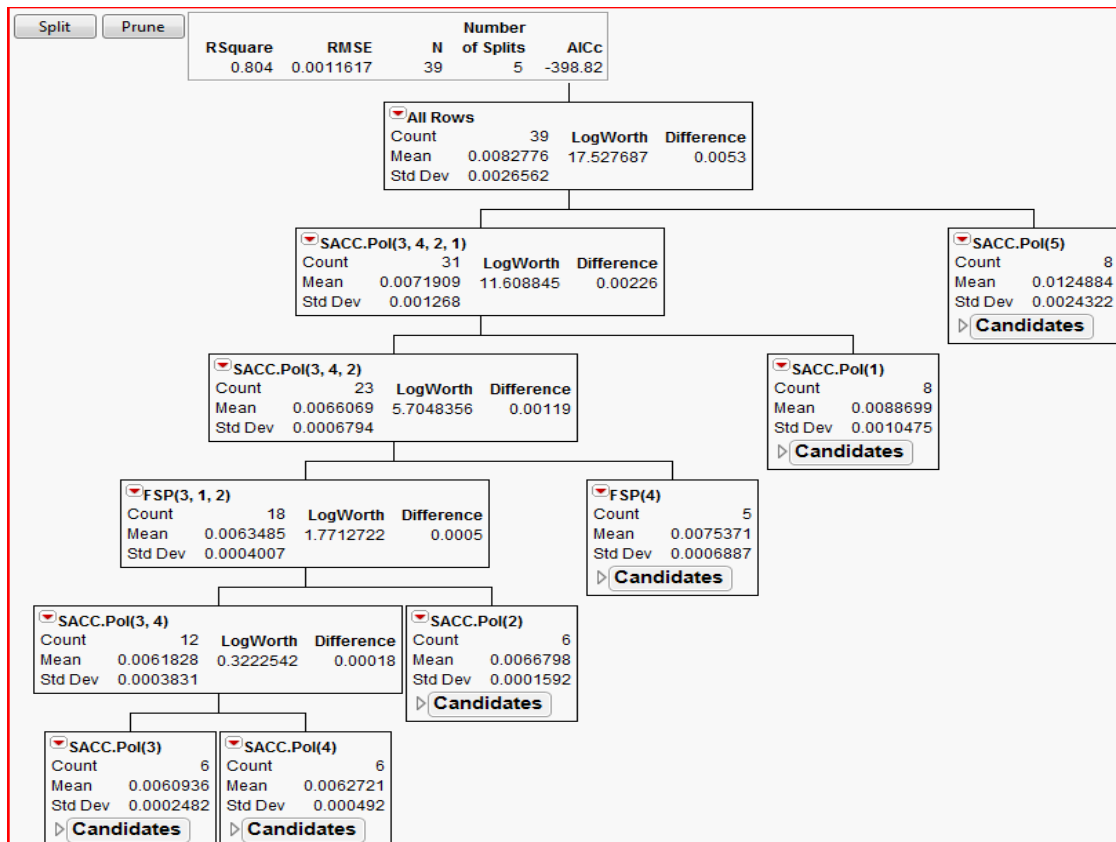 Split Prune
Number
RSquare RMSE N of Splits AICc
0.804 0.0011617 39 5 -398.82
All Rows
Count 39 LogWorth Difference
Mean 0.0082776 17.527687 0.0053
Std Dev 0.0026562
SACC.Pol(3, 4, 2, 1)
Count 31 LogWorth Difference
Mean 0.0071909 11.608845 0.00226
Std Dev 0.001268
SACC.Pol(5)
Count 8
Mean 0.0124884
Std Dev 0.0024322
Candidates
SACC.Pol(3, 4, 2)
Count 23 LogWorth Difference
Mean 0.0066069 5.7048356 0.00119
Std Dev 0.0006794
SACC.Pol(1)
Count 8
Mean 0.0088699
Std Dev 0.0010475
Candidates
FSP(3, 1, 2)
Count 18 LogWorth Difference
Mean 0.0063485 1.7712722 0.0005
Std Dev 0.0004007
FSP(4)
Count 5
Mean 0.0075371
Std Dev 0.0006887
Candidates
SACC.Pol(3, 4)
Count 12 LogWorth Difference
Mean 0.0061828 0.3222542 0.00018
Std Dev 0.0003831
SACC.Pol(2)
Count 6
Mean 0.0066798
Std Dev 0.0001592
Candidates
SACC.Pol(3)
Count 6
Mean 0.0060936
Std Dev 0.0002482
Candidates
SACC.Pol(4)
Count 6
Mean 0.0062721
Std Dev 0.000492
Candidates